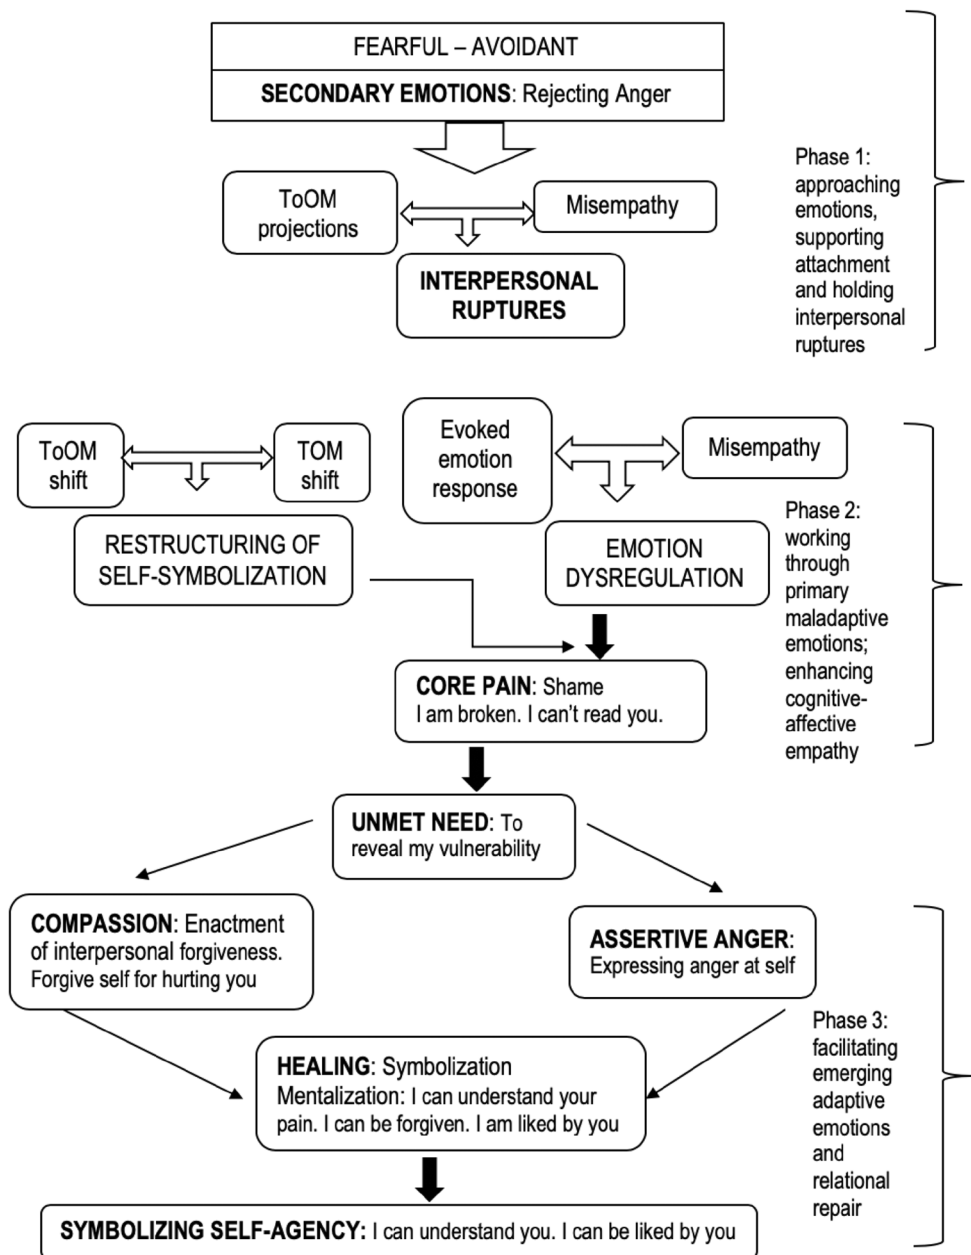 FEARFUL – AVOIDANT
SECONDARY EMOTIONS: Rejecting Anger
ToOM
projections
Misempathy
INTERPERSONAL
RUPTURES
Phase 1:
approaching
emotions,
supporting
attachment
and holding
interpersonal
ruptures
ToOM
shift
TOM
shift
RESTRUCTURING OF
SELF-SYMBOLIZATION
Evoked
emotion
response
Misempathy
EMOTION
DYSREGULATION
Phase 2:
working
through
primary
maladaptive
emotions;
enhancing
cognitive-
affective
empathy
CORE PAIN: Shame
I am broken. I can't read you.
UNMET NEED: To
reveal my vulnerability
COMPASSION: Enactment
of interpersonal forgiveness.
Forgive self for hurting you
ASSERTIVE ANGER:
Expressing anger at self
HEALING: Symbolization
Mentalization: I can understand your
pain. I can be forgiven. I am liked by you
Phase 3:
facilitating
emerging
adaptive
emotions
and
relational
repair
SYMBOLIZING SELF-AGENCY: I can understand you. I can be liked by you